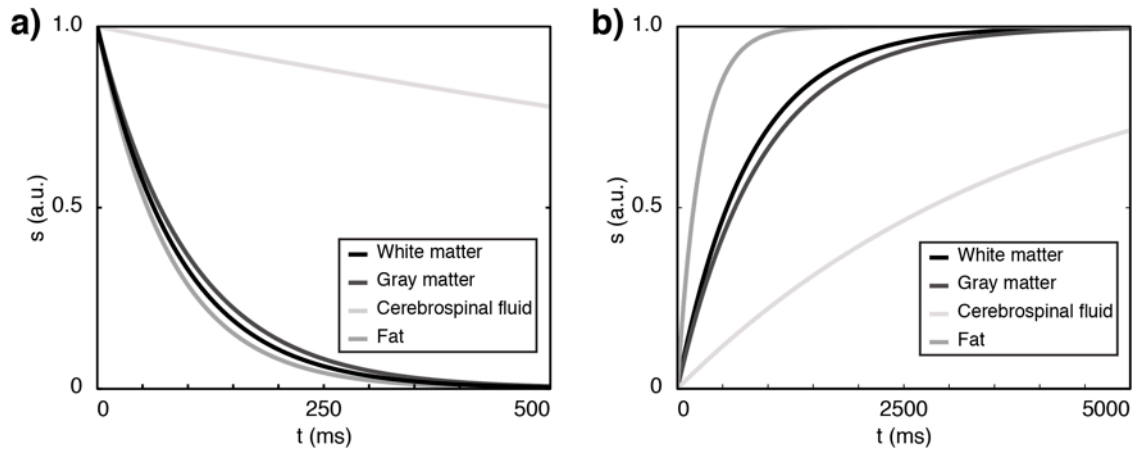 a)
1.0
0.5
0
s (a.u.)
White matter
Gray matter
Cerebrospinal fluid
Fat
0 250 500
t (ms)
b)
1.0
0.5
0
s (a.u.)
White matter
Gray matter
Cerebrospinal fluid
Fat
0 2500 5000
t (ms)